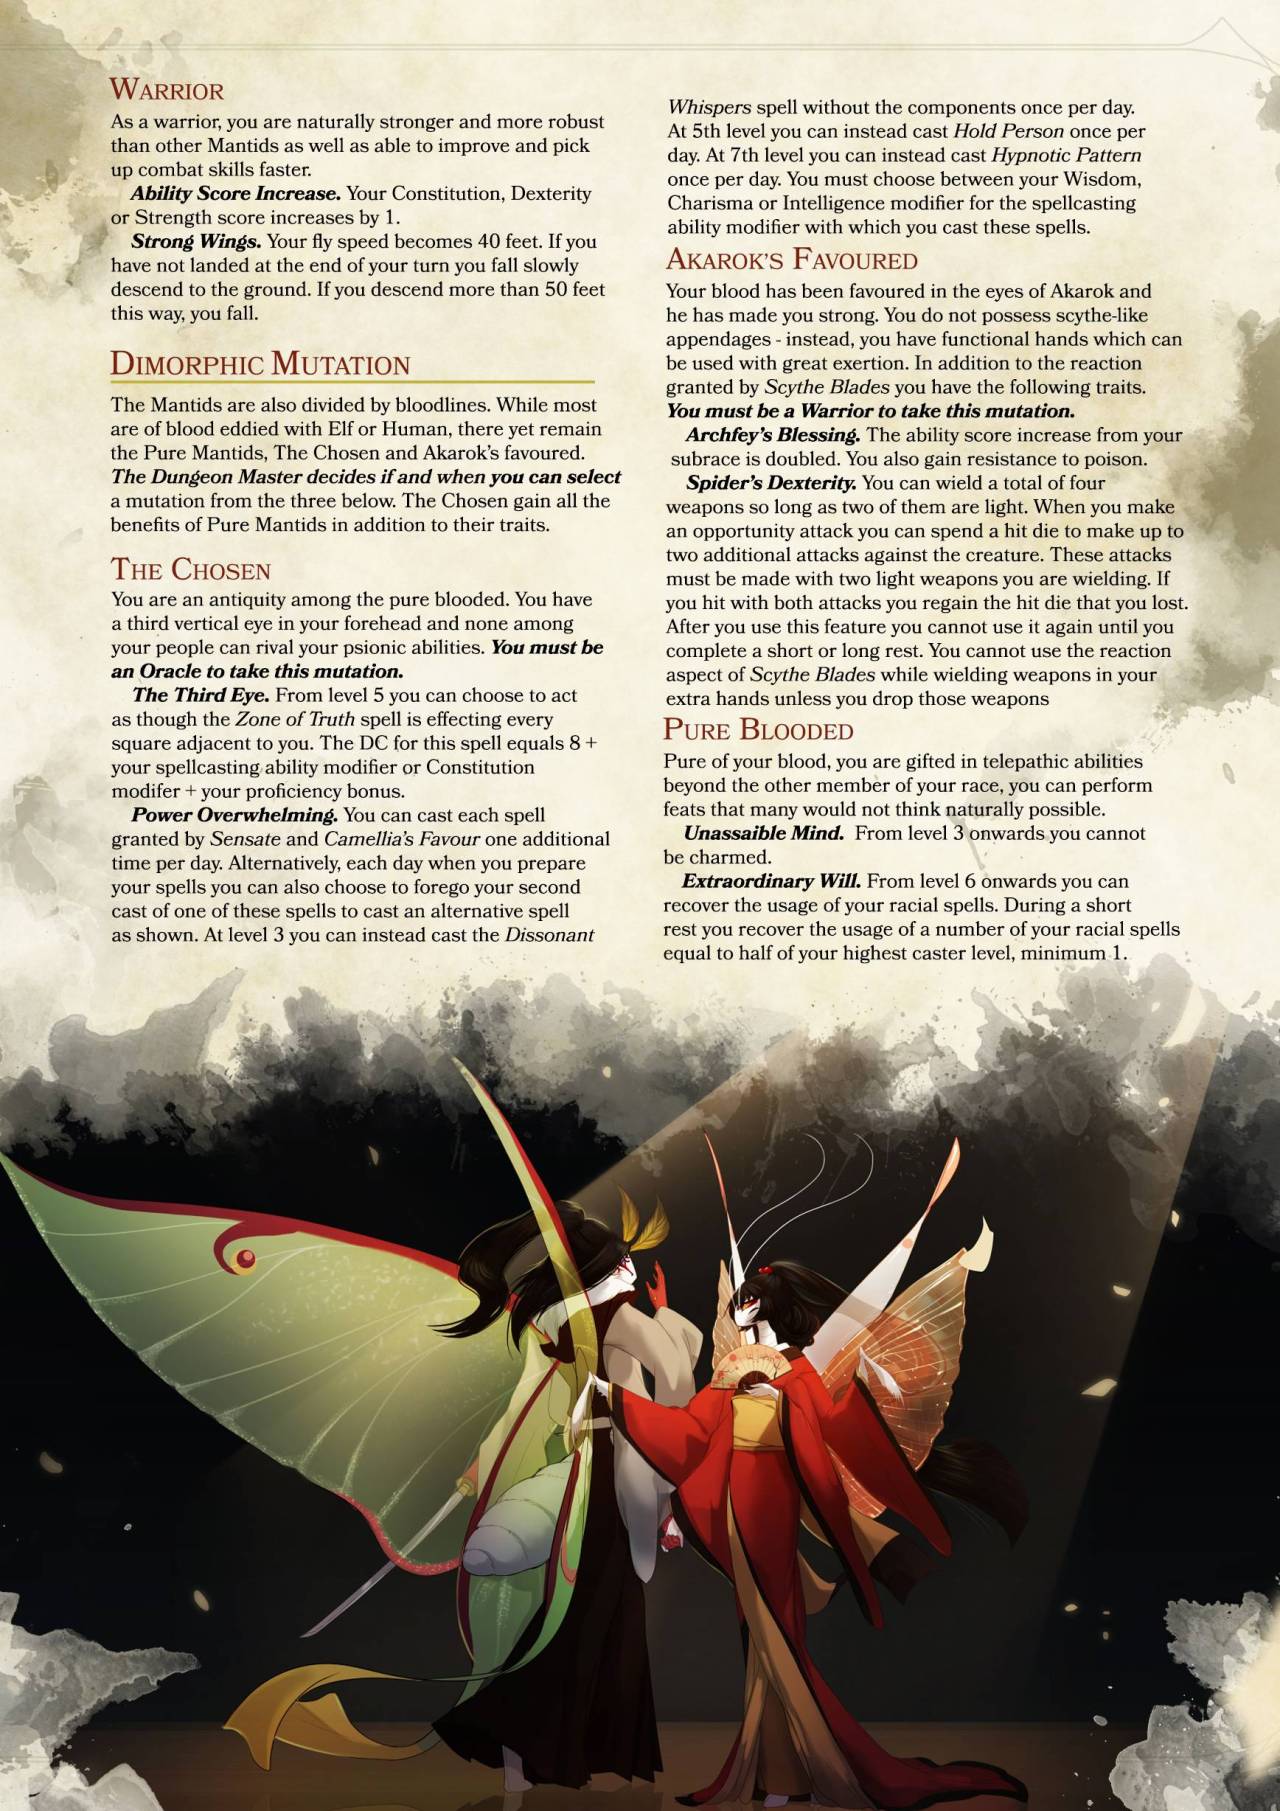 WARRIOR
As a warrior, you are naturally stronger and more robust
than other Mantids as well as able to improve and pick
up combat skills faster.
Ability Score Increase. Your Constitution, Dexterity
or Strength score increases by 1.
Strong Wings. Your fly speed becomes 40 feet. If you
have not landed at the end of your turn you fall slowly
descend to the ground. If you descend more than 50 feet
this way, you fall.
DIMORPHIC MUTATION
The Mantids are also divided by bloodlines. While most
are of blood eddied with Elf or Human, there yet remain
the Pure Mantids, The Chosen and Akarok's favoured.
The Dungeon Master decides if and when you can select
a mutation from the three below. The Chosen gain all the
benefits of Pure Mantids in addition to their traits.
THE CHOSEN
You are an antiquity among the pure blooded. You have
a third vertical eye in your forehead and none among
your people can rival your psionic abilities. You must be
an Oracle to take this mutation.
The Third Eye. From level 5 you can choose to act
as though the Zone of Truth spell is effecting every
square adjacent to you. The DC for this spell equals 8 +
your spellcasting ability modifier or Constitution
modifer + your proficiency bonus.
Power Overwhelming. You can cast each spell
granted by Sensate and Camellia's Favour one additional
time per day. Alternatively, each day when you prepare
your spells you can also choose to forego your second
cast of one of these spells to cast an alternative spell
as shown. At level 3 you can instead cast the Dissonant
Whispers spell without the components once per day.
At 5th level you can instead cast Hold Person once per
day. At 7th level you can instead cast Hypnotic Pattern
once per day. You must choose between your Wisdom,
Charisma or Intelligence modifier for the spellcasting
ability modifier with which you cast these spells.
AKAROK'S FAVOURED
Your blood has been favoured in the eyes of Akarok and
he has made you strong. You do not possess scythe-like
appendages - instead, you have functional hands which can
be used with great exertion. In addition to the reaction
granted by Scythe Blades you have the following traits.
You must be a Warrior to take this mutation.
Archfey's Blessing. The ability score increase from your
subrace is doubled. You also gain resistance to poison.
Spider's Dexterity. You can wield a total of four
weapons so long as two of them are light. When you make
an opportunity attack you can spend a hit die to make up to
two additional attacks against the creature. These attacks
must be made with two light weapons you are wielding. If
you hit with both attacks you regain the hit die that you lost.
After you use this feature you cannot use it again until you
complete a short or long rest. You cannot use the reaction
aspect of Scythe Blades while wielding weapons in your
extra hands unless you drop those weapons
PURE BLOODED
Pure of your blood, you are gifted in telepathic abilities
beyond the other member of your race, you can perform
feats that many would not think naturally possible.
Unassaible Mind. From level 3 onwards you cannot
be charmed.
Extraordinary Will. From level 6 onwards you can
recover the usage of your racial spells. During a short
rest you recover the usage of a number of your racial spells
equal to half of your highest caster level, minimum 1.